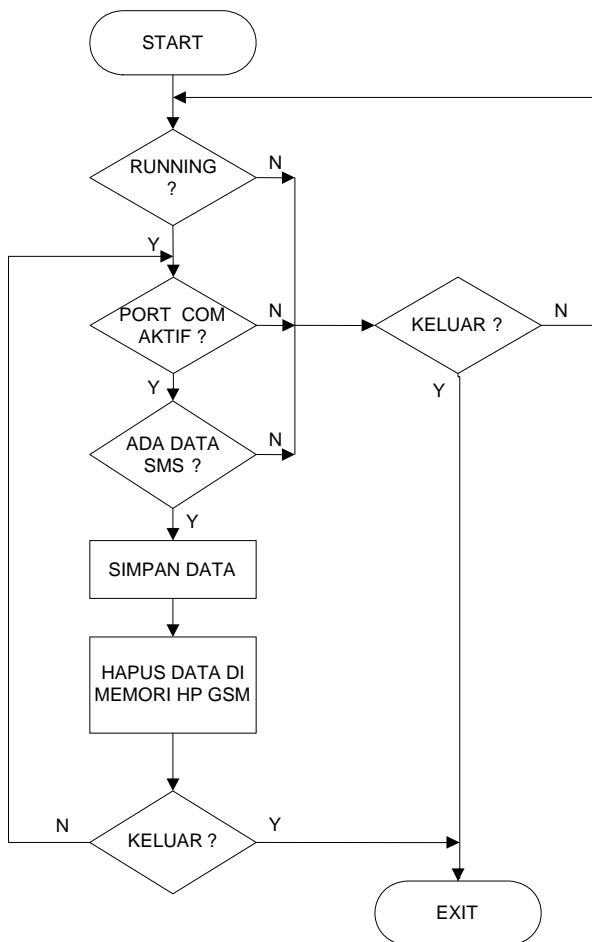 START
RUNNING
?
N
Y
PORT COM
AKTIF ?
N
KELUAR ?
N
Y
Y
ADA DATA
SMS ?
N
Y
SIMPAN DATA
HAPUS DATA DI
MEMORI HP GSM
N
KELUAR ?
Y
EXIT